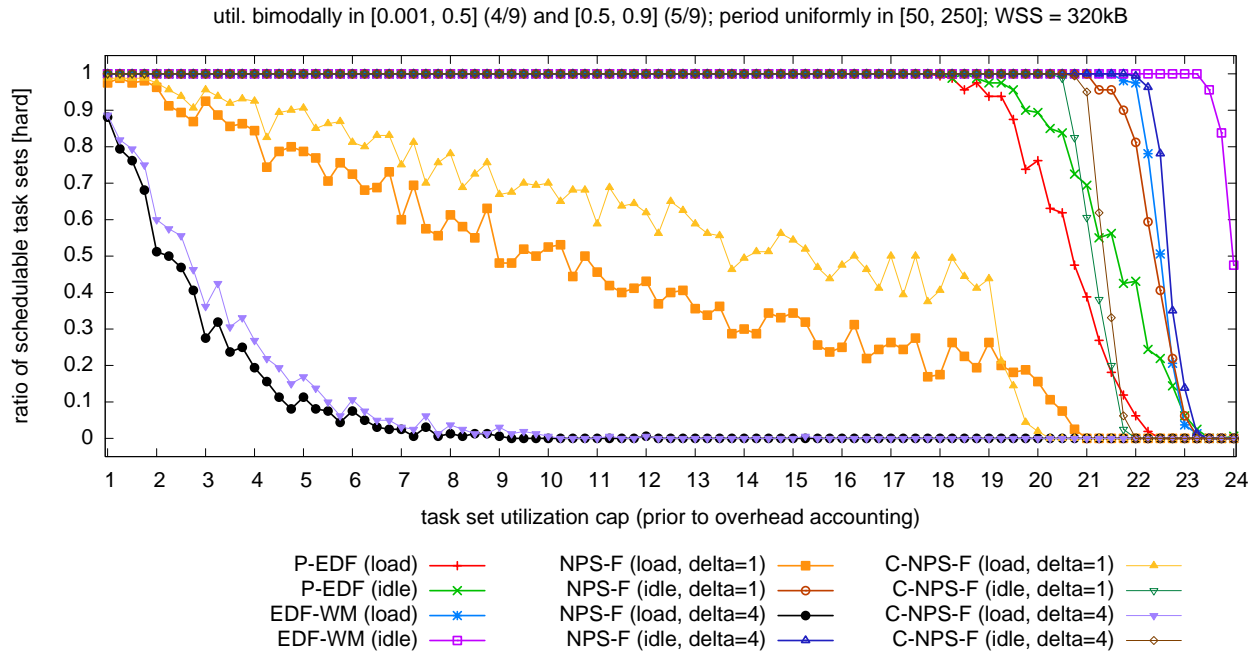 util. bimodally in [0.001, 0.5] (4/9) and [0.5, 0.9] (5/9); period uniformly in [50, 250]; WSS = 320kB
ratio of schedulable task sets [hard]
1
0.9
0.8
0.7
0.6
0.5
0.4
0.3
0.2
0.1
0
1 2 3 4 5 6 7 8 9 10 11 12 13 14 15 16 17 18 19 20 21 22 23 24
task set utilization cap (prior to overhead accounting)
P-EDF (load)
P-EDF (idle)
EDF-WM (load)
EDF-WM (idle)
NPS-F (load, delta=1)
NPS-F (idle, delta=1)
NPS-F (load, delta=4)
NPS-F (idle, delta=4)
C-NPS-F (load, delta=1)
C-NPS-F (idle, delta=1)
C-NPS-F (load, delta=4)
C-NPS-F (idle, delta=4)